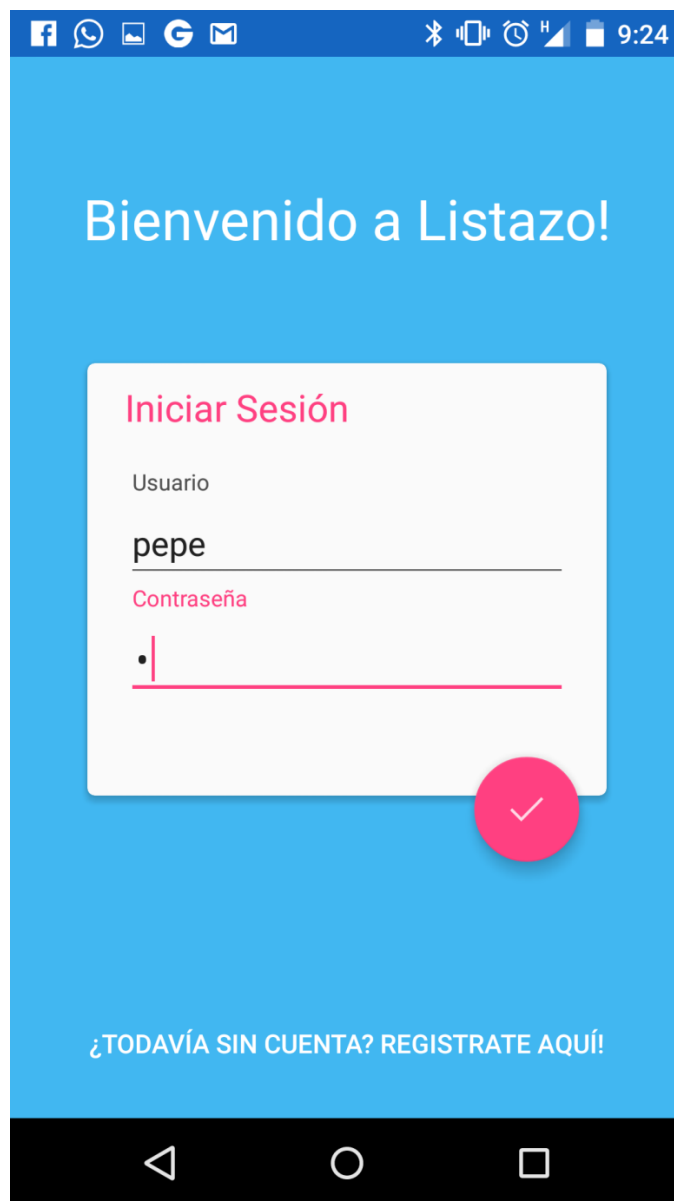 H
9:24
Bienvenido a Listazo!
Iniciar Sesión
Usuario
pepe
Contraseña
•
¿TODAVÍA SIN CUENTA? REGISTRATE AQUÍ!